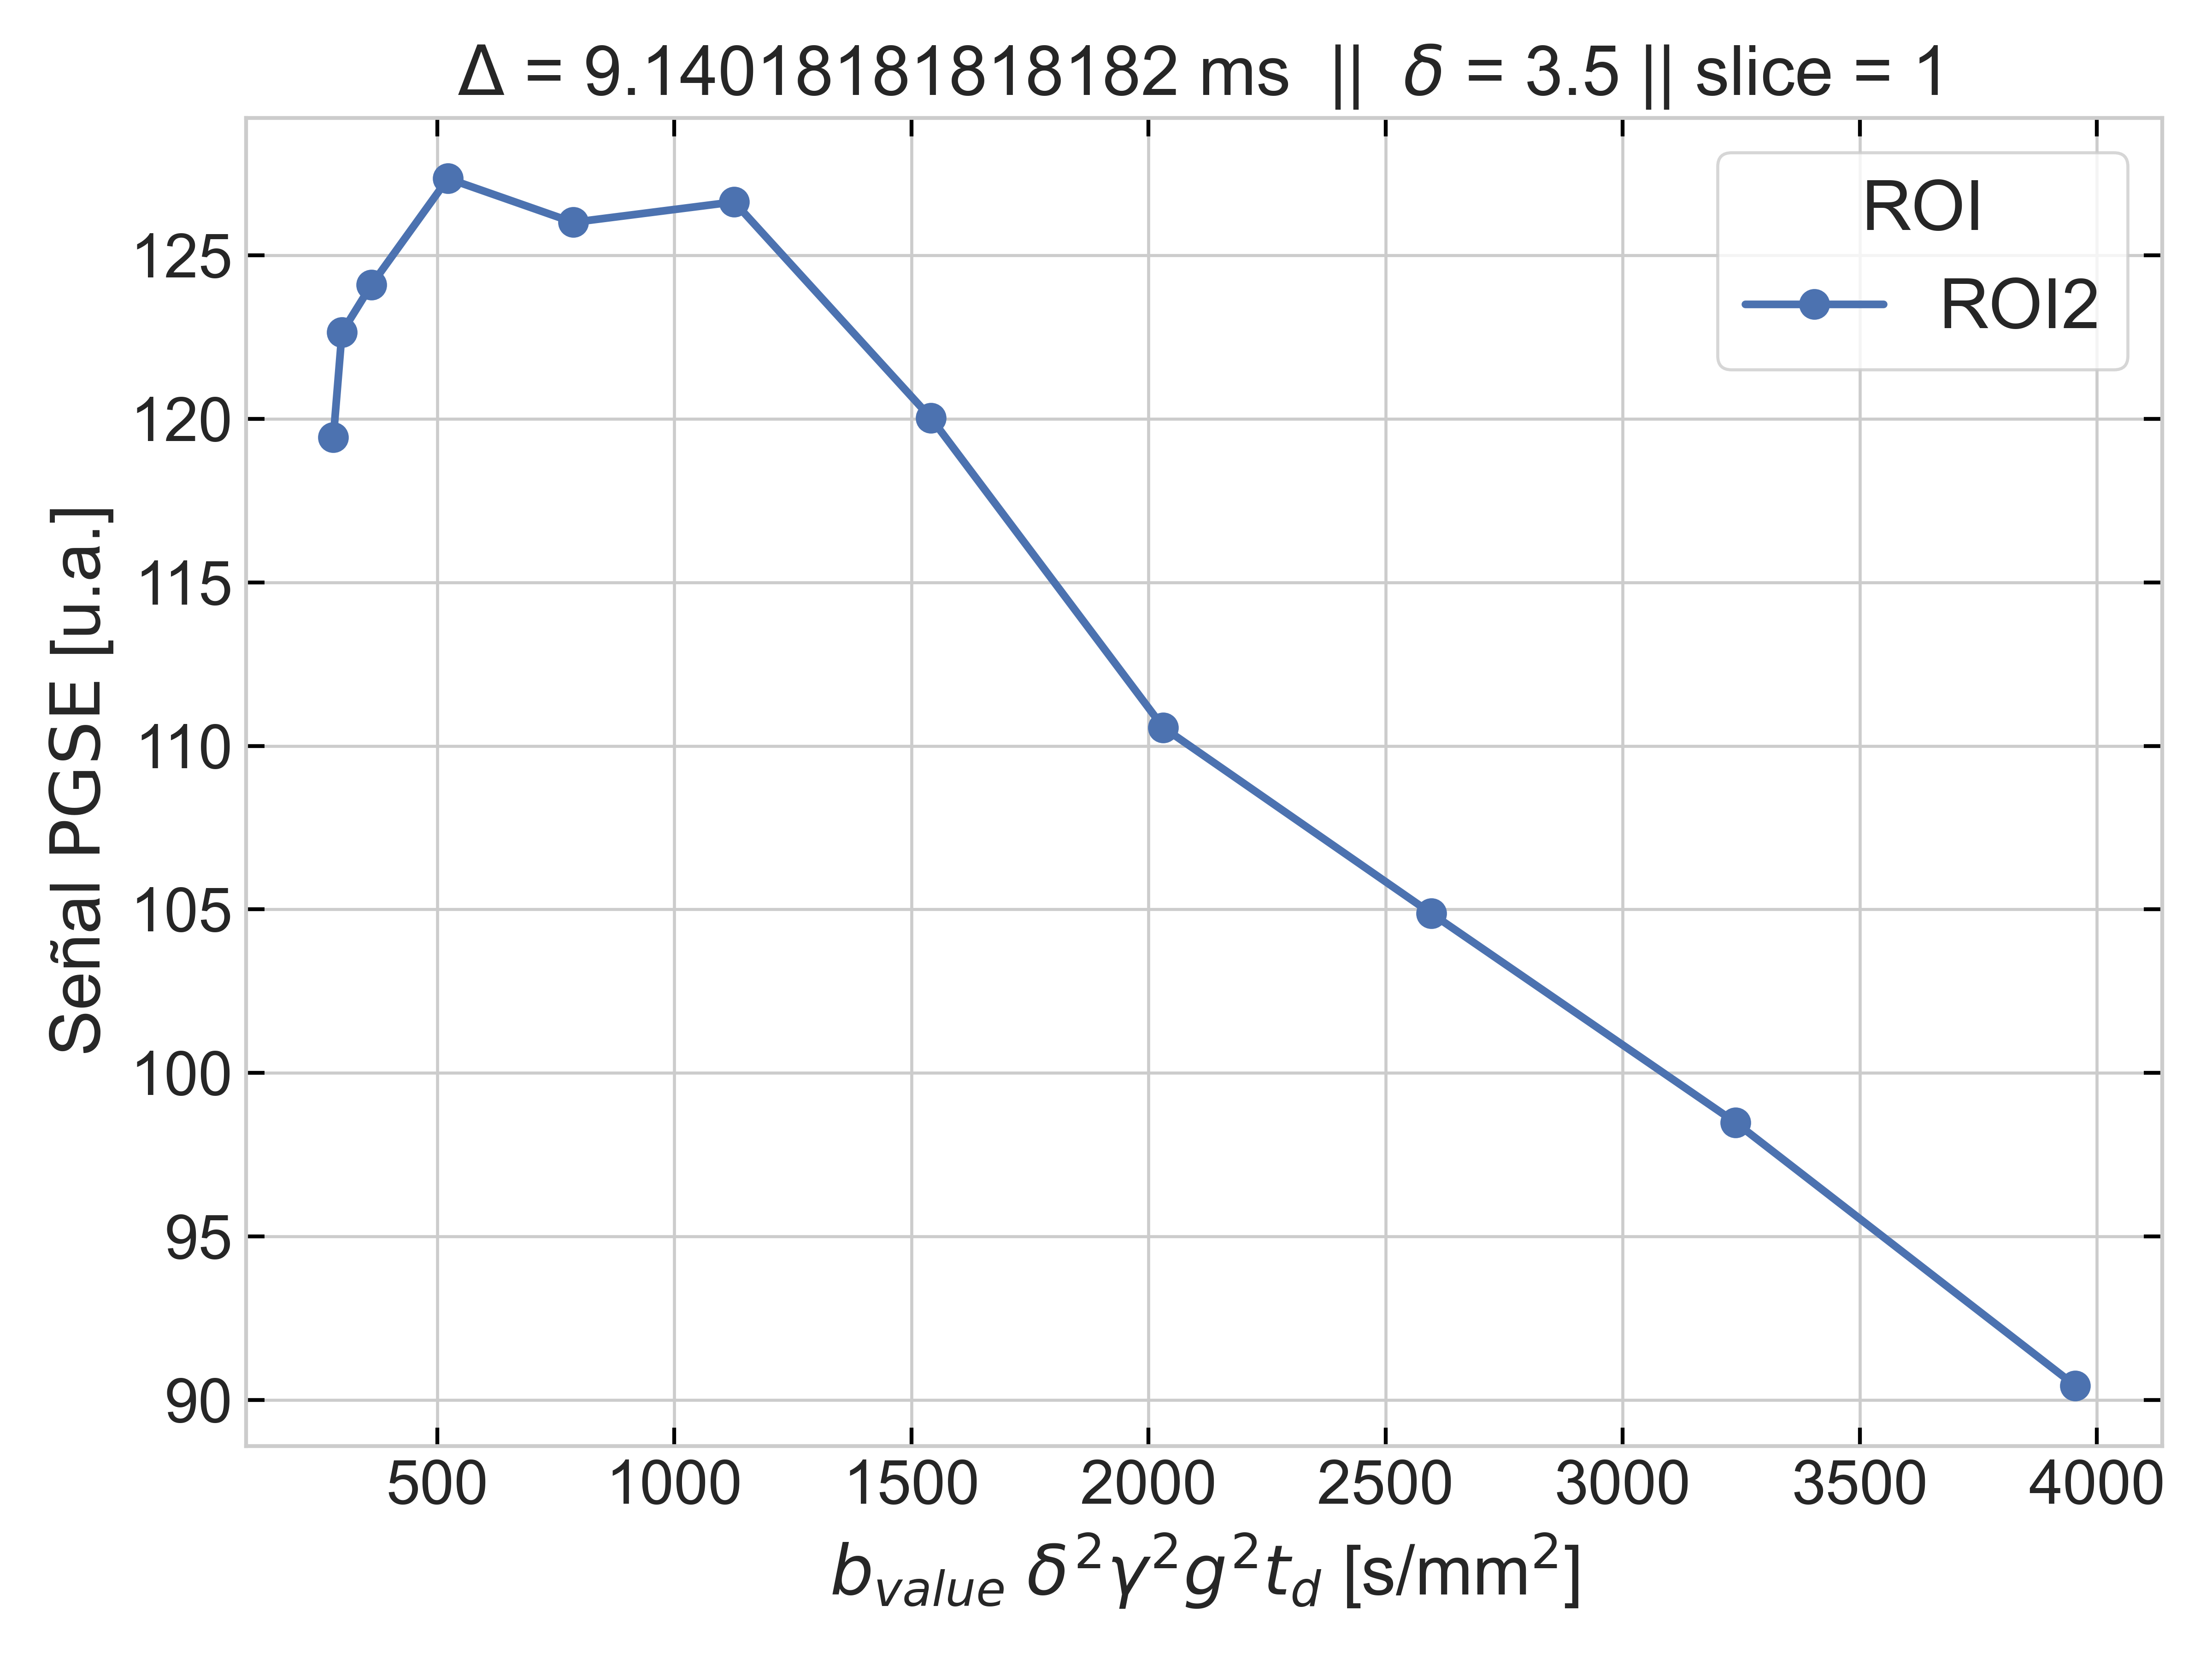 Δ = 9.14018181818182 ms || δ = 3.5 || slice = 1
ROI
ROI2
Señal PGSE [u.a.]
125
120
115
110
105
100
95
90
500 1000 1500 2000 2500 3000 3500 4000
b_value δ²γ²g²t_d [s/mm²]